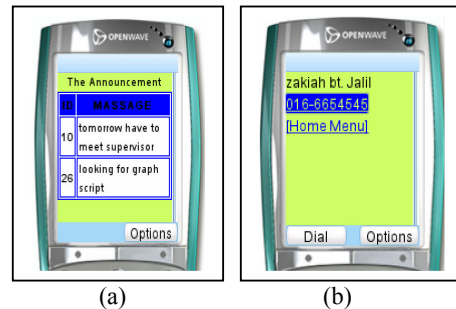 OPENWAVE
The Announcement
ID MASSAGE
10 tomorrow have to
meet supervisor
26 looking for graph
script
Options
(a)
OPENWAVE
zakiah bt. Jalil
016-6654545
[Home Menu]
Dial Options
(b)